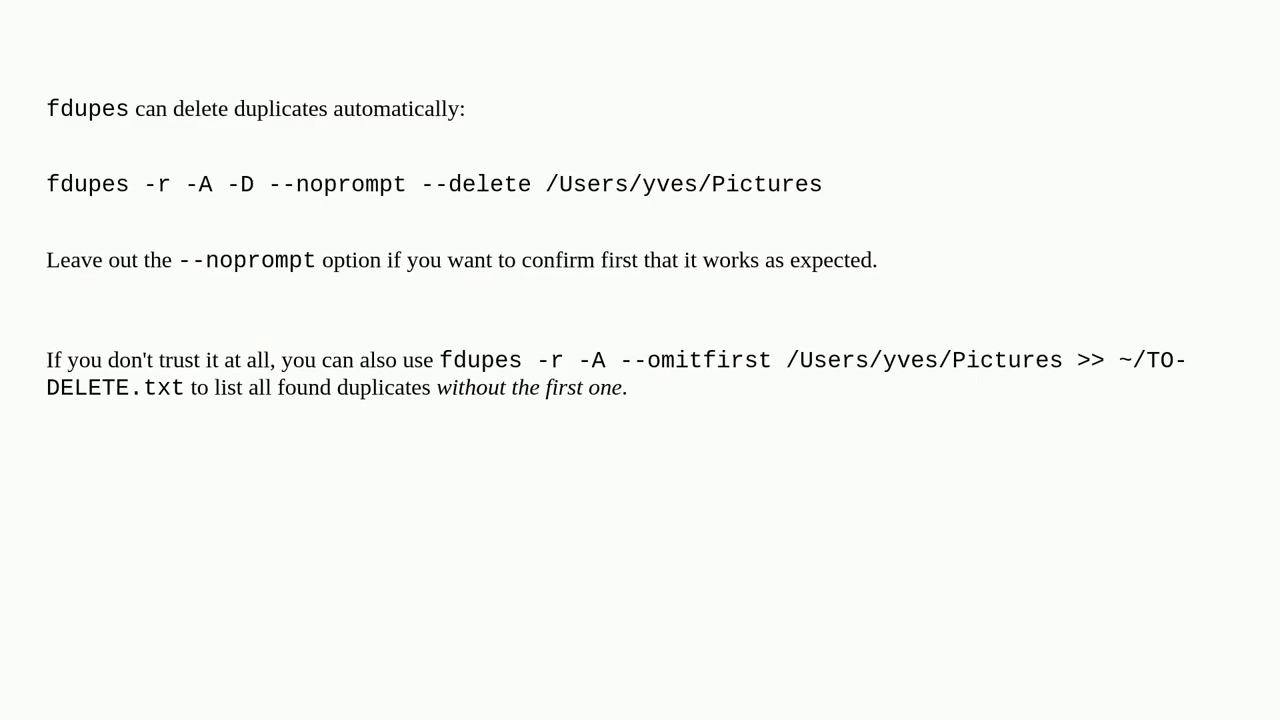 fdupes can delete duplicates automatically:
fdupes -r -A -D --noprompt --delete /Users/yves/Pictures
Leave out the --noprompt option if you want to confirm first that it works as expected.
If you don't trust it at all, you can also use fdupes -r -A --omitfirst /Users/yves/Pictures >> ~/TO-
DELETE.txt to list all found duplicates without the first one.